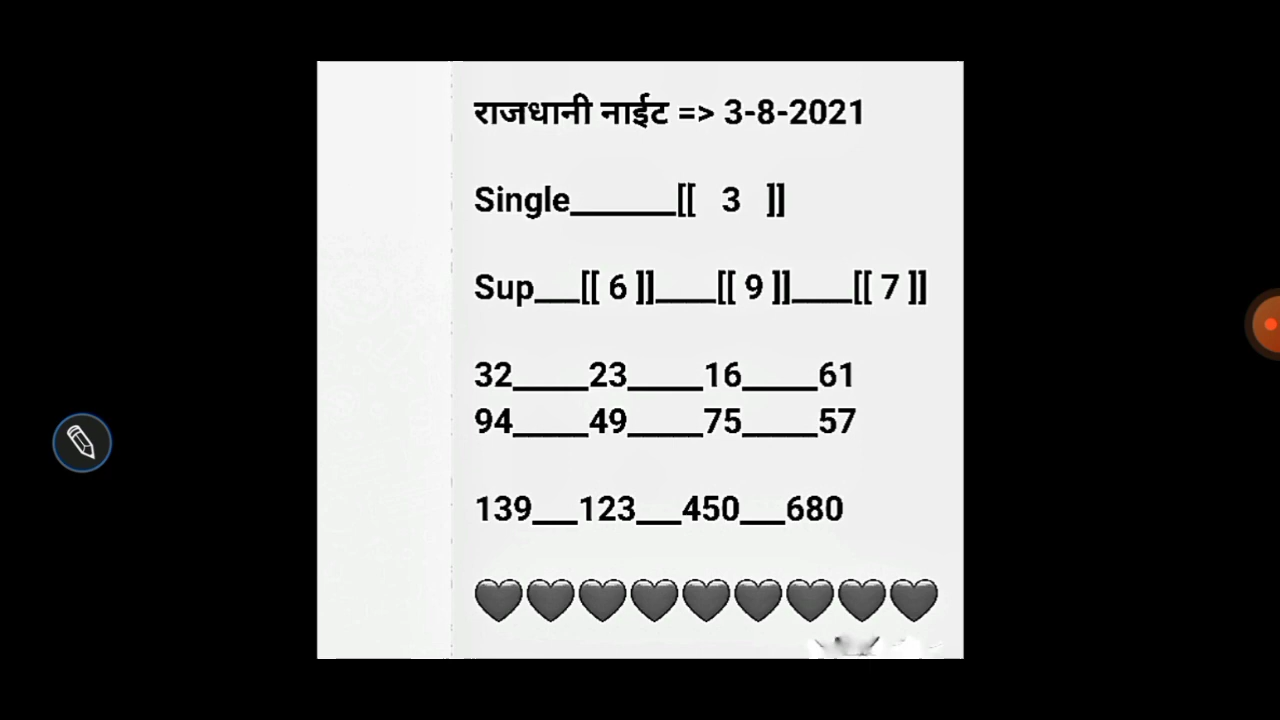 राजधानी नाईट => 3-8-2021
Single______[[ 3 ]]
Sup___[[ 6 ]]____[[ 9 ]]____[[ 7 ]]
32_____23_____16_____61
94_____49_____75_____57
139___123___450___680
🖤🖤🖤🖤🖤🖤🖤🖤🖤